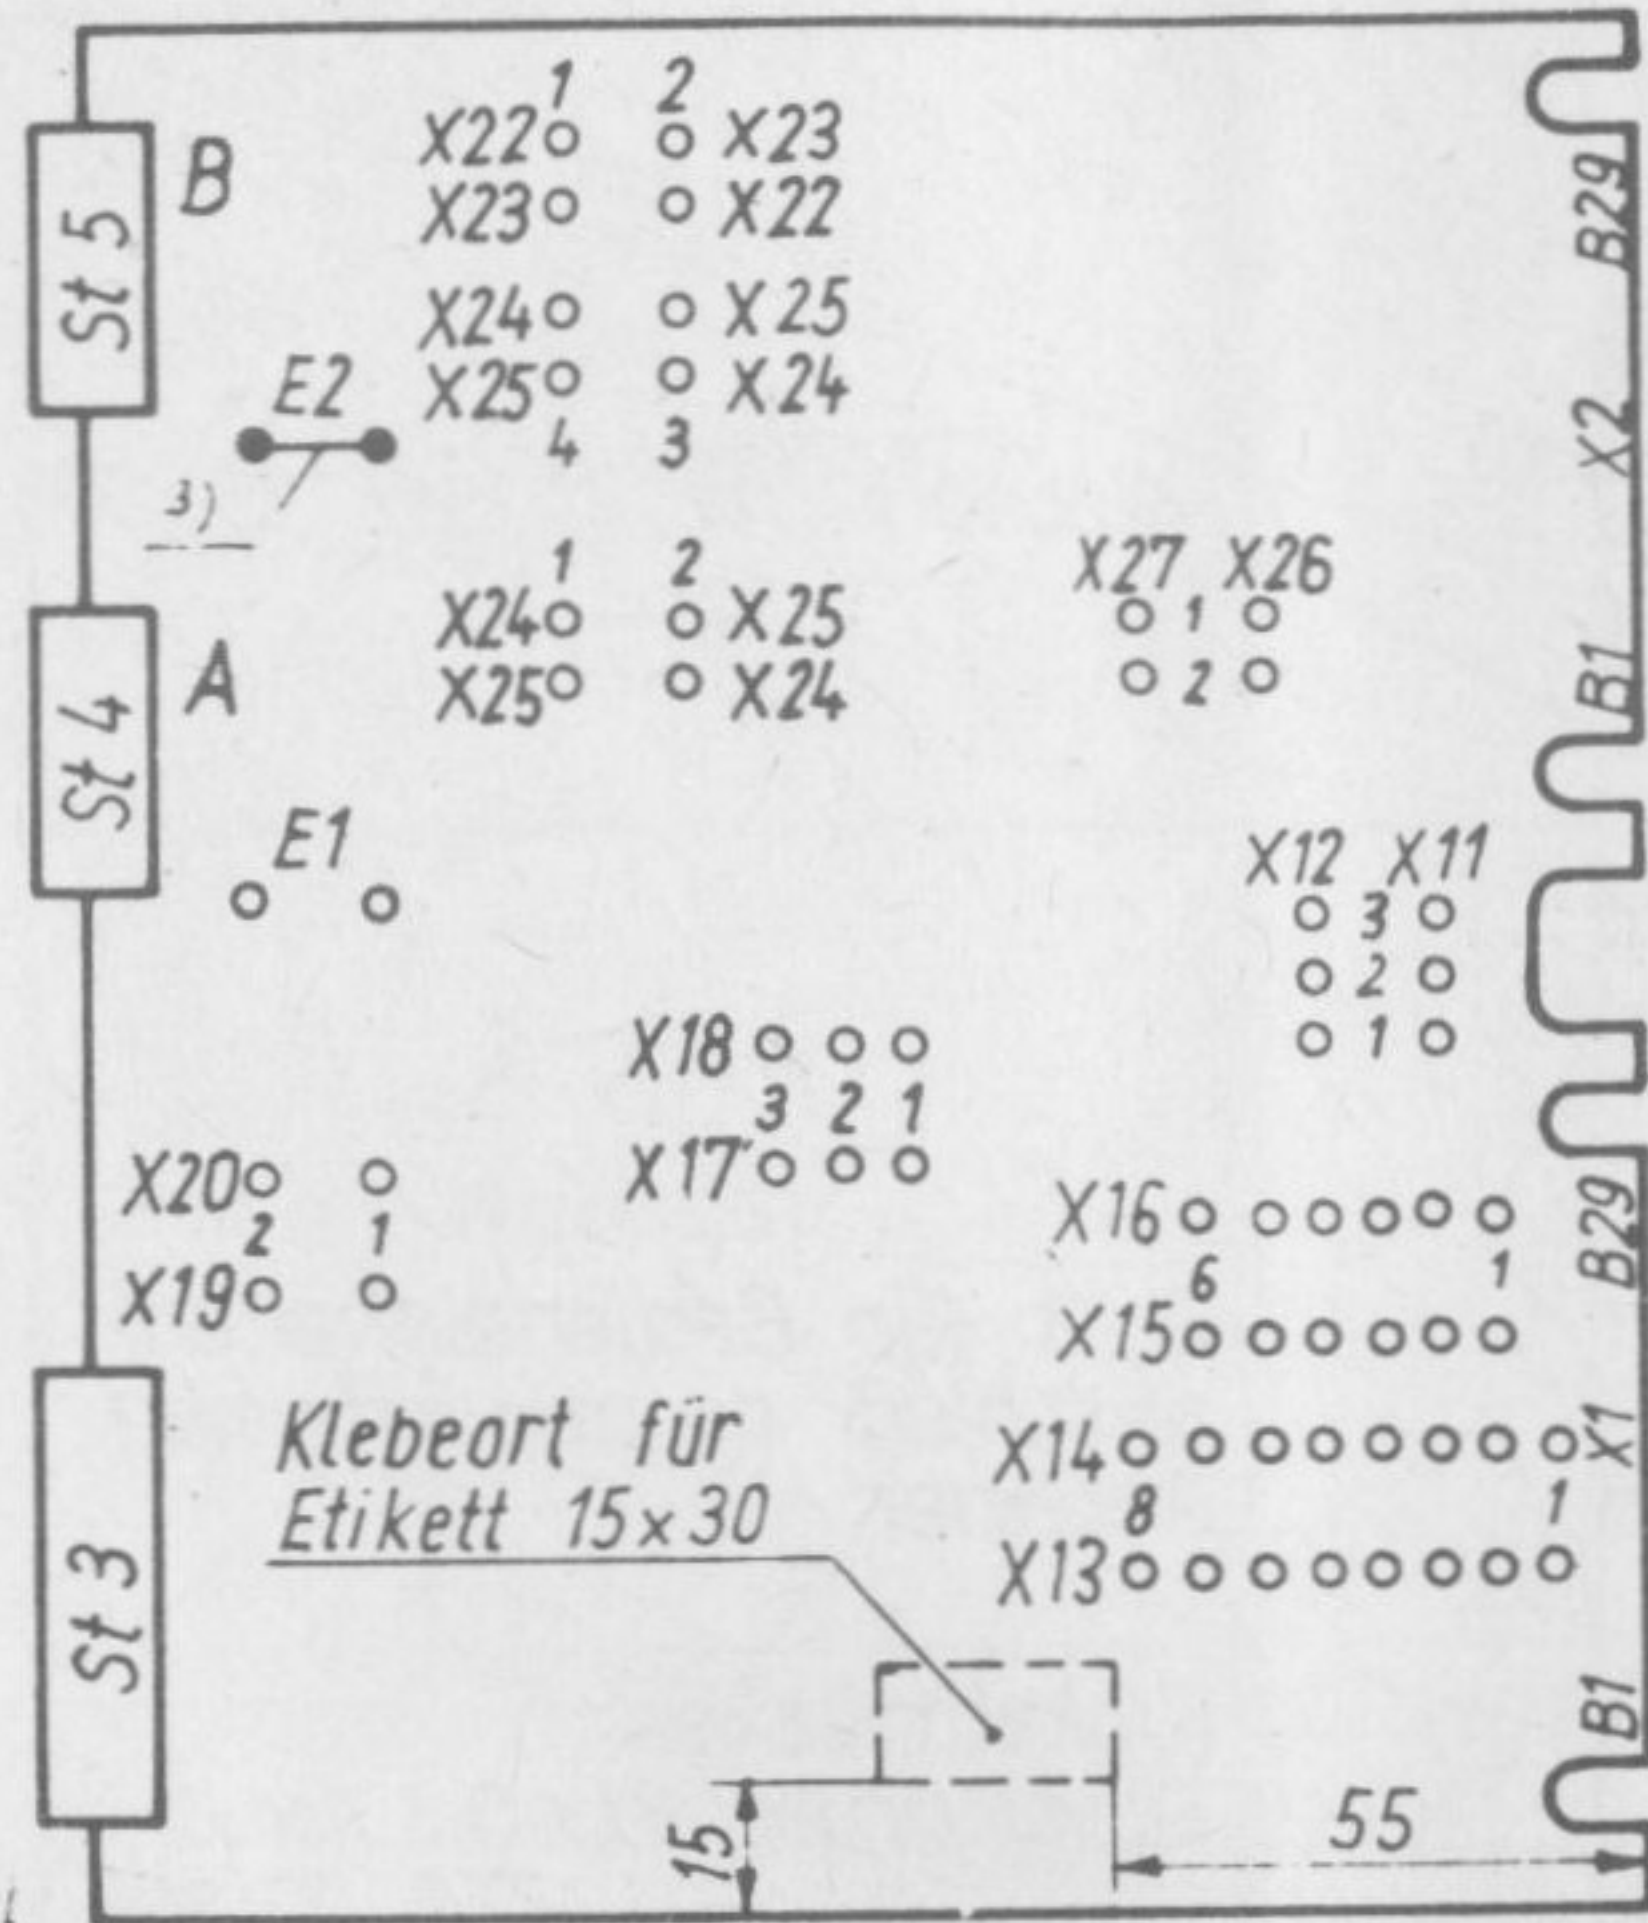 1 2
X22 X23
X23 X22
B
B29
St 5
X24 X25
X25 X24
4 3
E2
X2
3)
1 2
X24 X25
X25 X24
X27 X26
1
2
B1
A
St 4
E1
X12 X11
3
2
1
X18
3 2 1
X17
X20
2 1
X19
X16
6 1
X15
B29
X14
8 1
X13
X1
Klebeort für
Etikett 15x30
St 3
B1
15
55